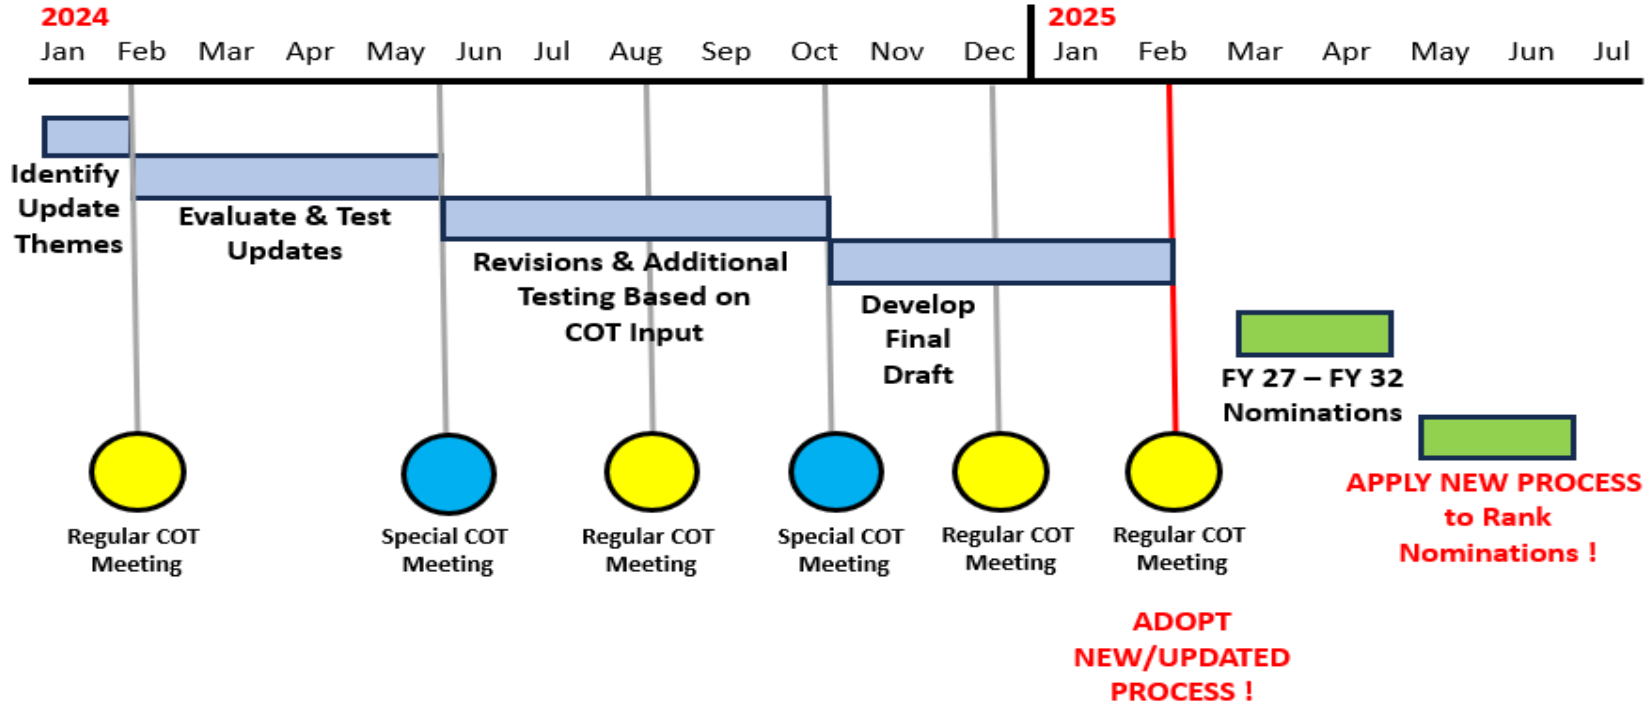 2024 2025
Jan Feb Mar Apr May Jun Jul Aug Sep Oct Nov Dec Jan Feb Mar Apr May Jun Jul
Identify
Update
Themes
Evaluate & Test
Updates
Revisions & Additional
Testing Based on
COT Input
Develop
Final
Draft
FY 27 – FY 32
Nominations
APPLY NEW PROCESS
to Rank
Nominations !
Regular COT
Meeting
Special COT
Meeting
Regular COT
Meeting
Special COT
Meeting
Regular COT
Meeting
Regular COT
Meeting
ADOPT
NEW/UPDATED
PROCESS !